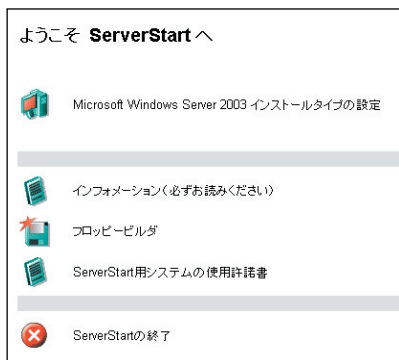 ようこそ ServerStart へ
Microsoft Windows Server 2003 インストールタイプの設定
インフォメーション(必ずお読みください)
フロッピービルダ
ServerStart用システムの使用許諾書
ServerStartの終了